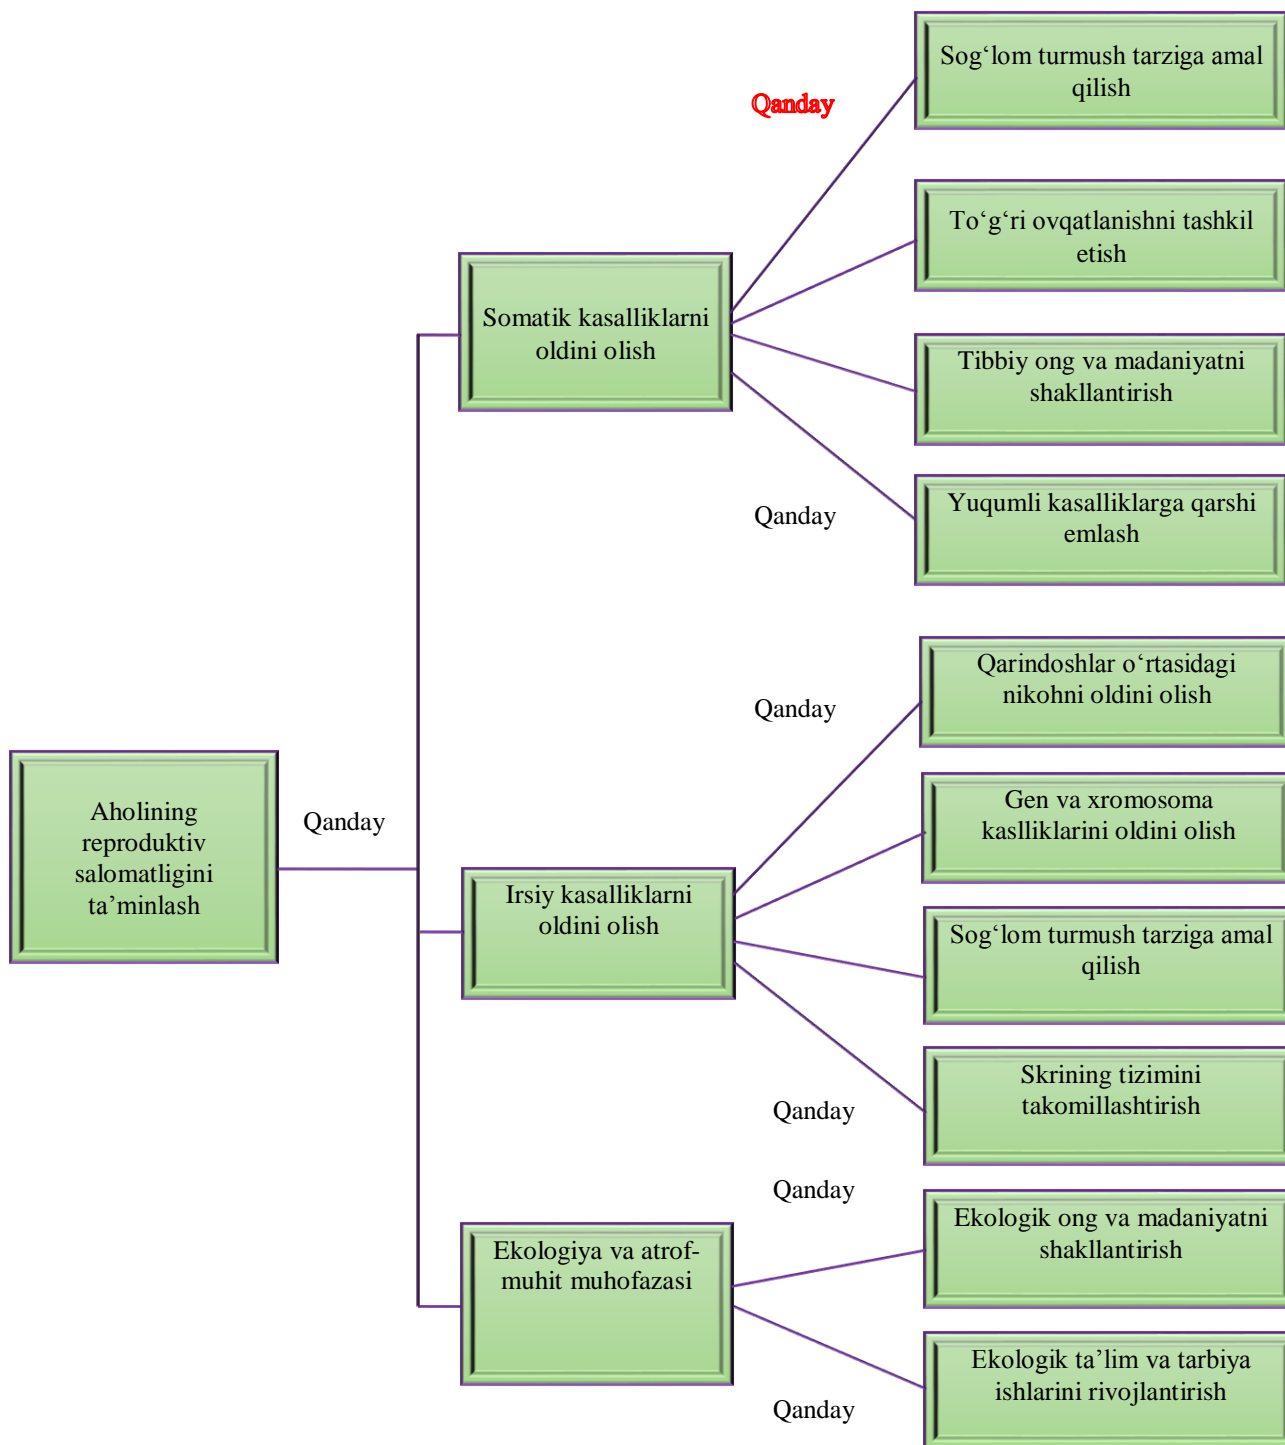 Sog‘lom turmush tarziga amal
qilish
Qanday
To‘g‘ri ovqatlanishni tashkil
etish
Somatik kasalliklarni
oldini olish
Tibbiy ong va madaniyatni
shakllantirish
Yuqumli kasalliklarga qarshi
emlash
Qanday
Qarindoshlar o‘rtasidagi
nikohni oldini olish
Qanday
Aholining
reproduktiv
salomatligini
ta’minlash
Qanday
Gen va xromosoma
kaslliklarini oldini olish
Irsiy kasalliklarni
oldini olish
Sog‘lom turmush tarziga amal
qilish
Skrining tizimini
takomillashtirish
Qanday
Qanday
Ekologik ong va madaniyatni
shakllantirish
Ekologiya va atrof-
muhit muhofazasi
Ekologik ta’lim va tarbiya
ishlarini rivojlantirish
Qanday